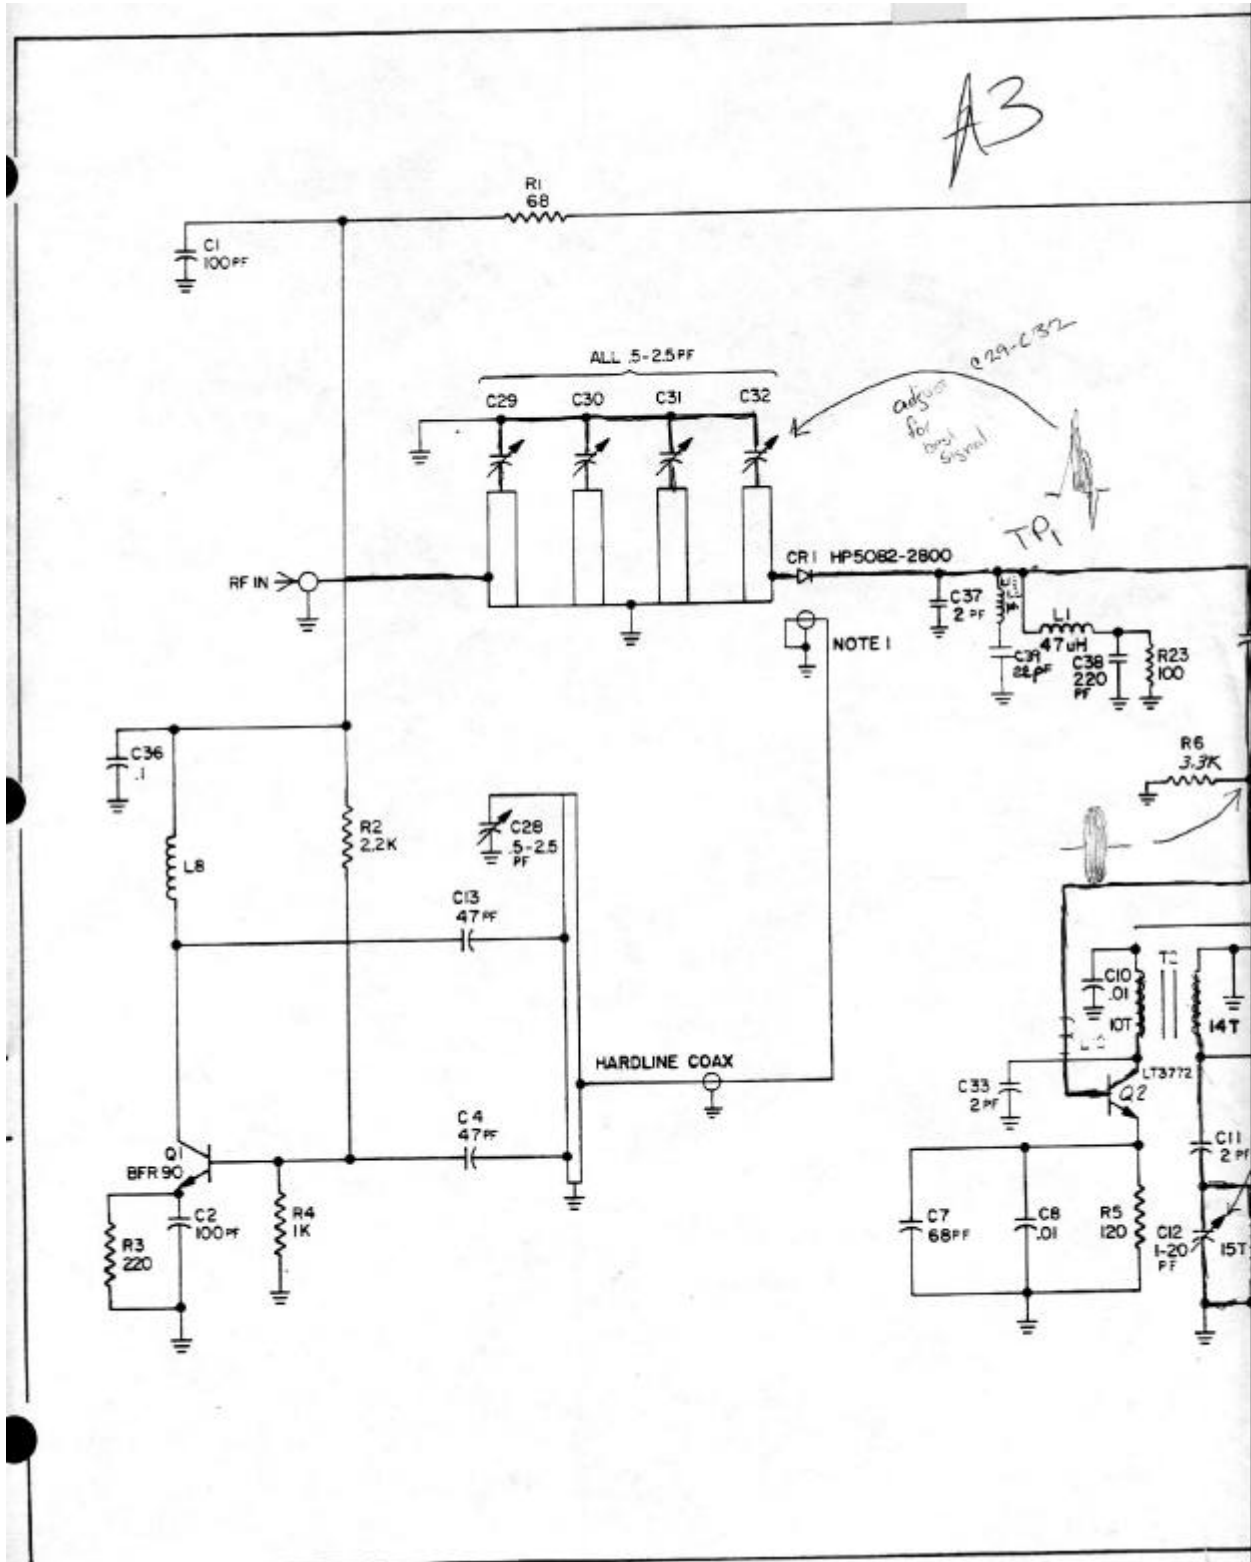 A3
R1
68
C1
100PF
ALL .5-2.5PF
C29-C32
C29
C30
C31
C32
adjust
for
best
signal
TP1
CR1 HP5082-2800
RF IN
C37
2 PF
L1
47 uH
C39
22pF
C38
220
PF
R23
100
NOTE 1
C36
.1
R6
3.3K
R2
2.2K
C28
.5-2.5
PF
L8
C13
47PF
C10
.01
10T
T2
14T
HARDLINE COAX
C33
2PF
LT3772
Q2
C4
47PF
Q1
BFR90
C11
2 PF
C2
100PF
R4
1K
R3
220
C7
68PF
C8
.01
R5
120
C12
1-20
PF
15T